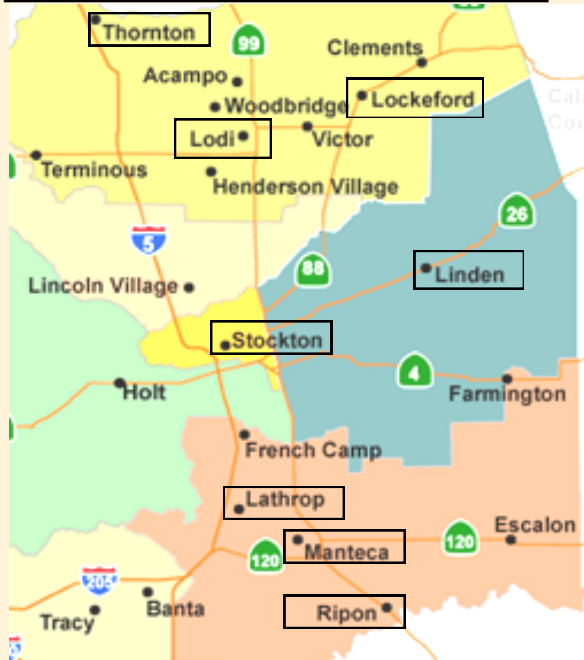 Thornton
99
Clements
Acampo
Lockeford
Woodbridge
Lodi
Victor
Terminous
Henderson Village
26
5
88
Linden
Lincoln Village
Stockton
4
Holt
Farmington
French Camp
Lathrop
Escalon
120
Manteca
120
205
Banta
Ripon
Tracy